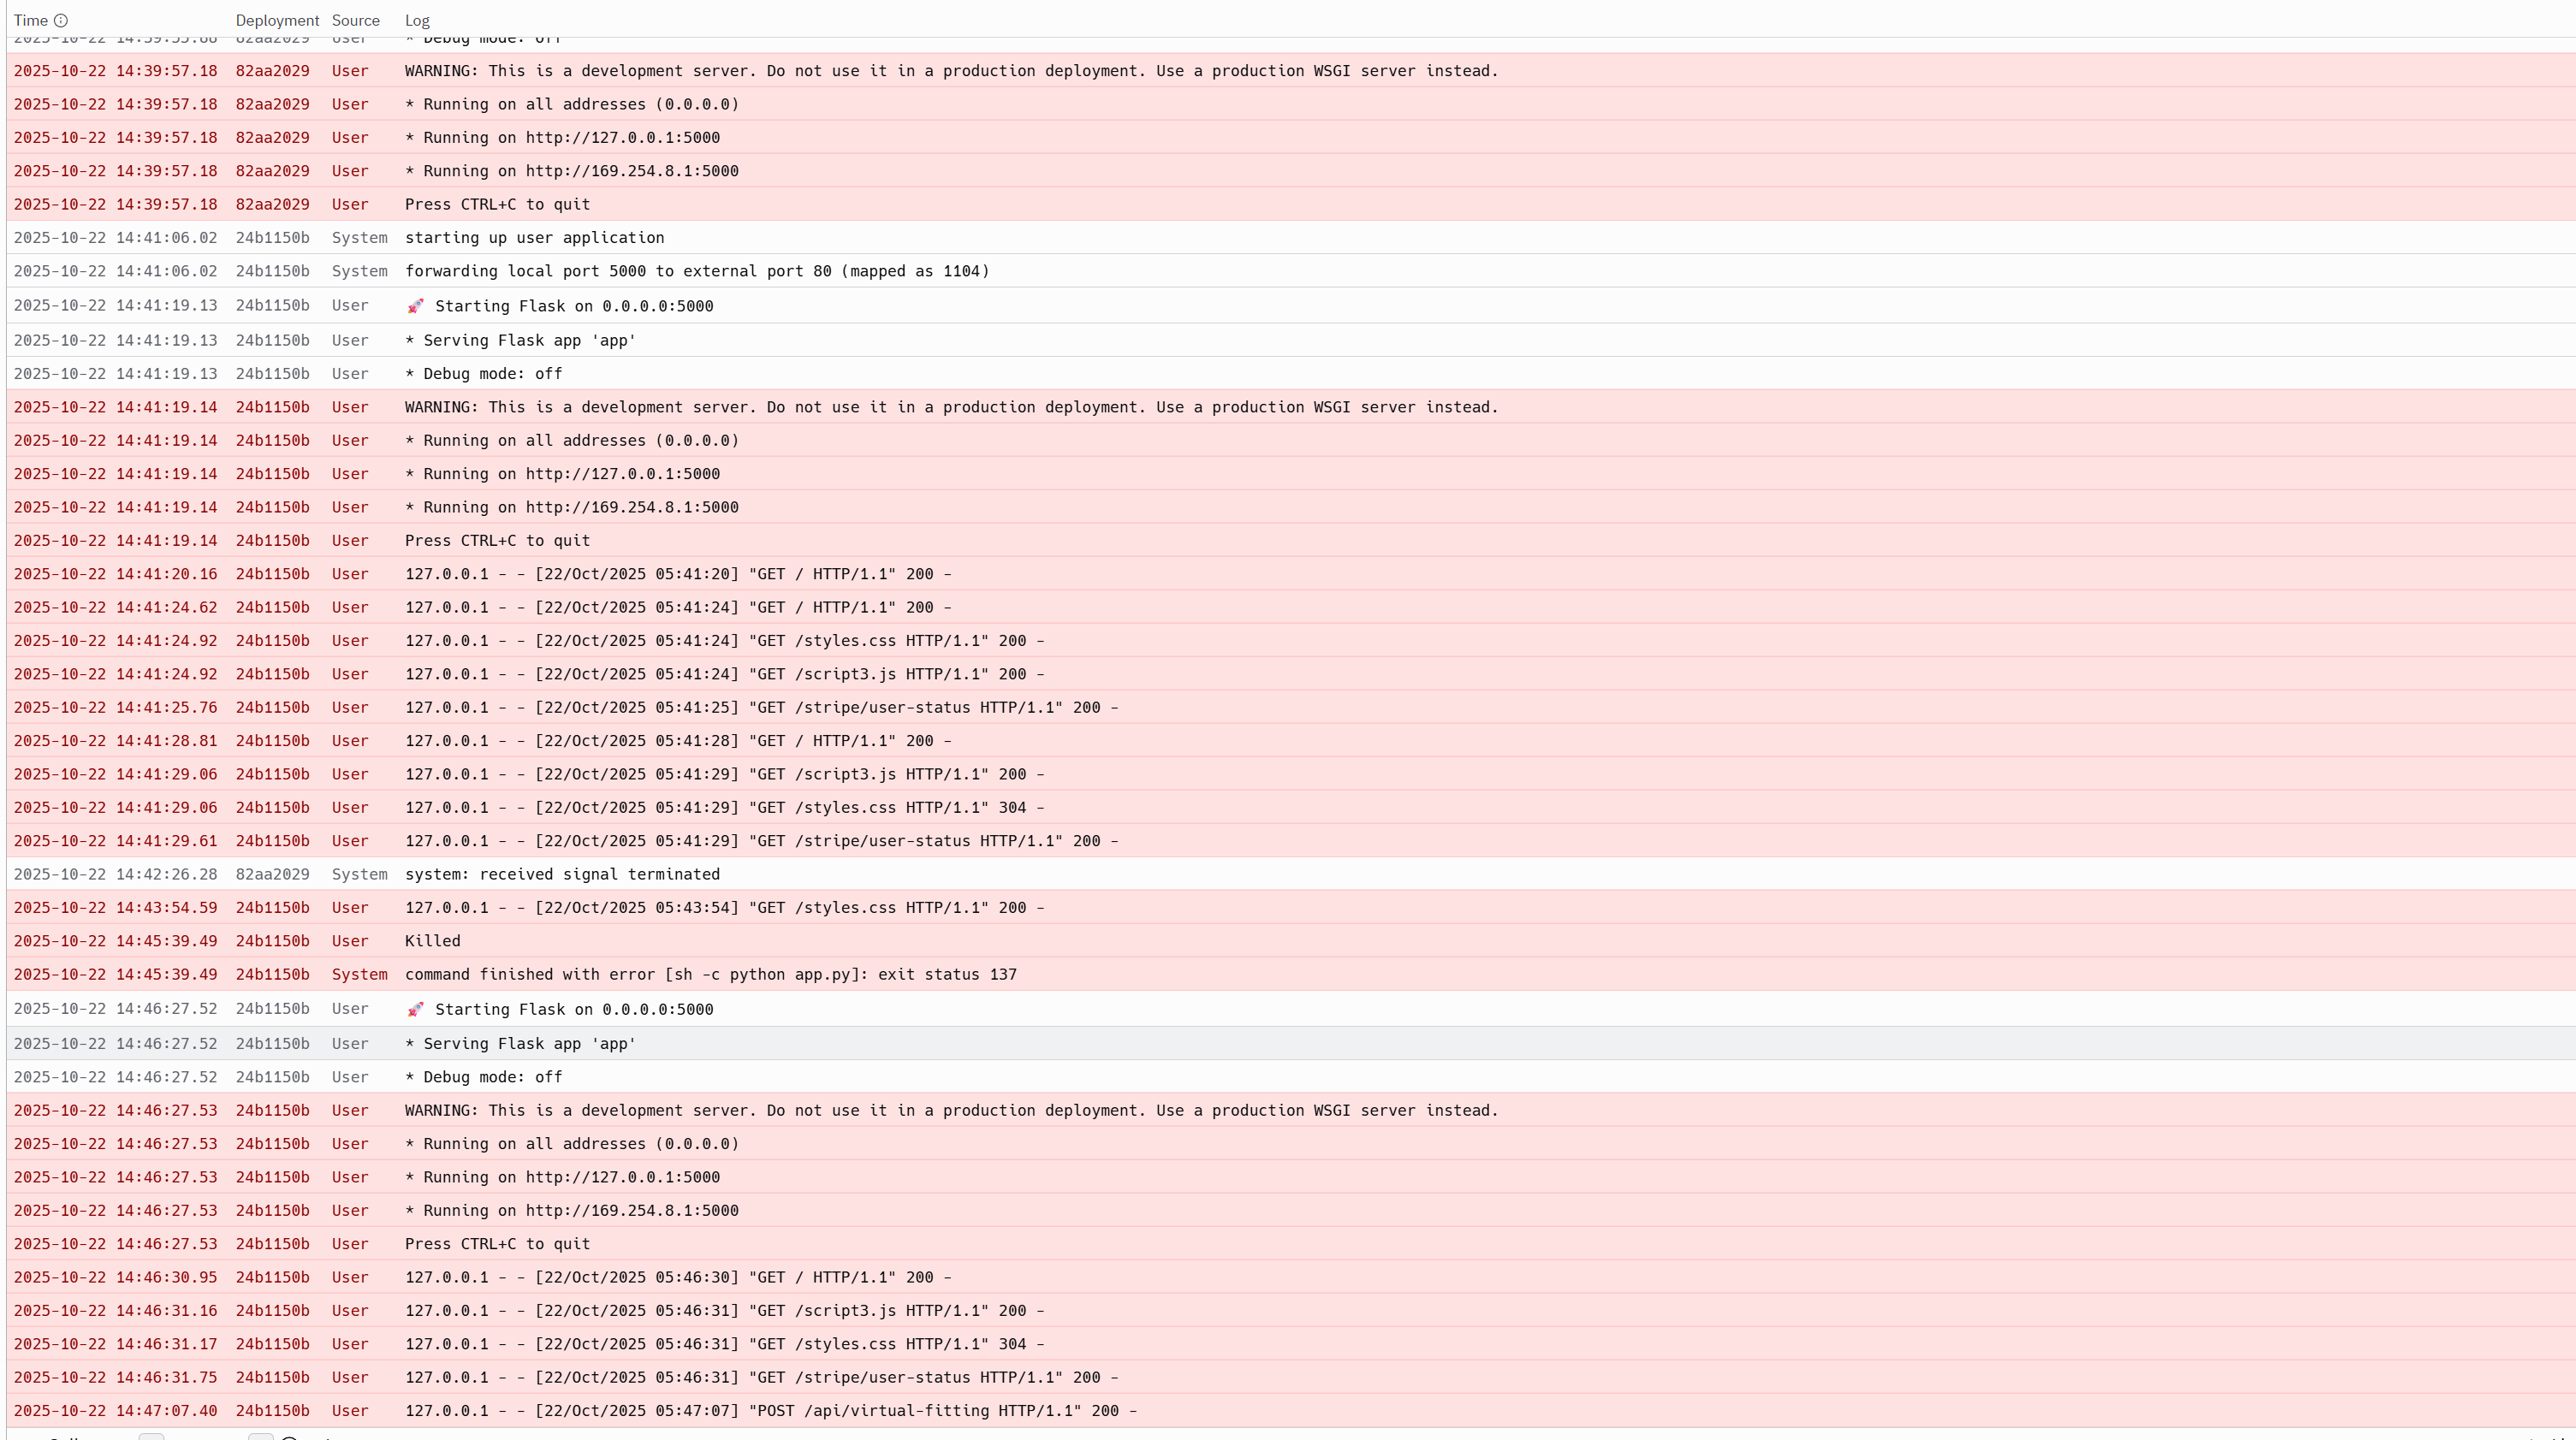 Time Deployment Source Log
2025-10-22 14:39:55.88 82aa2029 User * Debug mode: off
2025-10-22 14:39:57.18 82aa2029 User WARNING: This is a development server. Do not use it in a production deployment. Use a production WSGI server instead.
2025-10-22 14:39:57.18 82aa2029 User * Running on all addresses (0.0.0.0)
2025-10-22 14:39:57.18 82aa2029 User * Running on http://127.0.0.1:5000
2025-10-22 14:39:57.18 82aa2029 User * Running on http://169.254.8.1:5000
2025-10-22 14:39:57.18 82aa2029 User Press CTRL+C to quit
2025-10-22 14:41:06.02 24b1150b System starting up user application
2025-10-22 14:41:06.02 24b1150b System forwarding local port 5000 to external port 80 (mapped as 1104)
2025-10-22 14:41:19.13 24b1150b User 🚀 Starting Flask on 0.0.0.0:5000
2025-10-22 14:41:19.13 24b1150b User * Serving Flask app 'app'
2025-10-22 14:41:19.13 24b1150b User * Debug mode: off
2025-10-22 14:41:19.14 24b1150b User WARNING: This is a development server. Do not use it in a production deployment. Use a production WSGI server instead.
2025-10-22 14:41:19.14 24b1150b User * Running on all addresses (0.0.0.0)
2025-10-22 14:41:19.14 24b1150b User * Running on http://127.0.0.1:5000
2025-10-22 14:41:19.14 24b1150b User * Running on http://169.254.8.1:5000
2025-10-22 14:41:19.14 24b1150b User Press CTRL+C to quit
2025-10-22 14:41:20.16 24b1150b User 127.0.0.1 - - [22/Oct/2025 05:41:20] "GET / HTTP/1.1" 200 -
2025-10-22 14:41:24.62 24b1150b User 127.0.0.1 - - [22/Oct/2025 05:41:24] "GET / HTTP/1.1" 200 -
2025-10-22 14:41:24.92 24b1150b User 127.0.0.1 - - [22/Oct/2025 05:41:24] "GET /styles.css HTTP/1.1" 200 -
2025-10-22 14:41:24.92 24b1150b User 127.0.0.1 - - [22/Oct/2025 05:41:24] "GET /script3.js HTTP/1.1" 200 -
2025-10-22 14:41:25.76 24b1150b User 127.0.0.1 - - [22/Oct/2025 05:41:25] "GET /stripe/user-status HTTP/1.1" 200 -
2025-10-22 14:41:28.81 24b1150b User 127.0.0.1 - - [22/Oct/2025 05:41:28] "GET / HTTP/1.1" 200 -
2025-10-22 14:41:29.06 24b1150b User 127.0.0.1 - - [22/Oct/2025 05:41:29] "GET /script3.js HTTP/1.1" 200 -
2025-10-22 14:41:29.06 24b1150b User 127.0.0.1 - - [22/Oct/2025 05:41:29] "GET /styles.css HTTP/1.1" 304 -
2025-10-22 14:41:29.61 24b1150b User 127.0.0.1 - - [22/Oct/2025 05:41:29] "GET /stripe/user-status HTTP/1.1" 200 -
2025-10-22 14:42:26.28 82aa2029 System system: received signal terminated
2025-10-22 14:43:54.59 24b1150b User 127.0.0.1 - - [22/Oct/2025 05:43:54] "GET /styles.css HTTP/1.1" 200 -
2025-10-22 14:45:39.49 24b1150b User Killed
2025-10-22 14:45:39.49 24b1150b System command finished with error [sh -c python app.py]: exit status 137
2025-10-22 14:46:27.52 24b1150b User 🚀 Starting Flask on 0.0.0.0:5000
2025-10-22 14:46:27.52 24b1150b User * Serving Flask app 'app'
2025-10-22 14:46:27.52 24b1150b User * Debug mode: off
2025-10-22 14:46:27.53 24b1150b User WARNING: This is a development server. Do not use it in a production deployment. Use a production WSGI server instead.
2025-10-22 14:46:27.53 24b1150b User * Running on all addresses (0.0.0.0)
2025-10-22 14:46:27.53 24b1150b User * Running on http://127.0.0.1:5000
2025-10-22 14:46:27.53 24b1150b User * Running on http://169.254.8.1:5000
2025-10-22 14:46:27.53 24b1150b User Press CTRL+C to quit
2025-10-22 14:46:30.95 24b1150b User 127.0.0.1 - - [22/Oct/2025 05:46:30] "GET / HTTP/1.1" 200 -
2025-10-22 14:46:31.16 24b1150b User 127.0.0.1 - - [22/Oct/2025 05:46:31] "GET /script3.js HTTP/1.1" 200 -
2025-10-22 14:46:31.17 24b1150b User 127.0.0.1 - - [22/Oct/2025 05:46:31] "GET /styles.css HTTP/1.1" 304 -
2025-10-22 14:46:31.75 24b1150b User 127.0.0.1 - - [22/Oct/2025 05:46:31] "GET /stripe/user-status HTTP/1.1" 200 -
2025-10-22 14:47:07.40 24b1150b User 127.0.0.1 - - [22/Oct/2025 05:47:07] "POST /api/virtual-fitting HTTP/1.1" 200 -